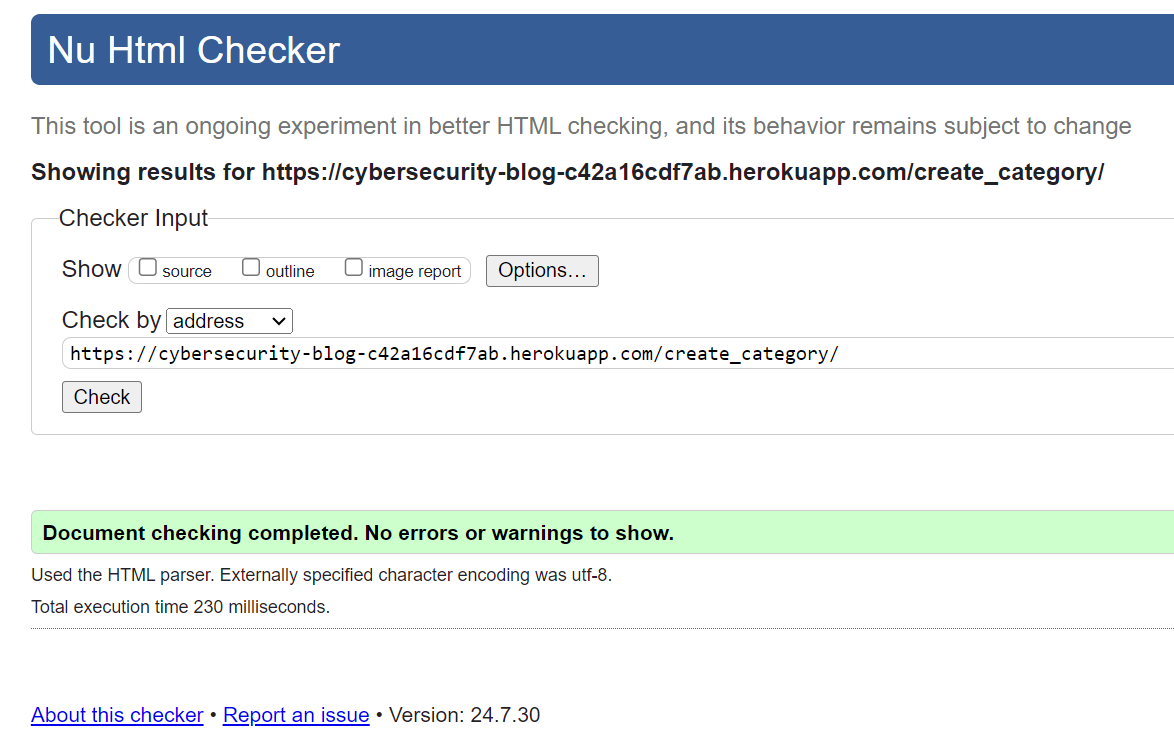 Nu Html Checker
This tool is an ongoing experiment in better HTML checking, and its behavior remains subject to change
Showing results for https://cybersecurity-blog-c42a16cdf7ab.herokuapp.com/create_category/
Checker Input
Show source outline image report Options...
Check by address
https://cybersecurity-blog-c42a16cdf7ab.herokuapp.com/create_category/
Check
Document checking completed. No errors or warnings to show.
Used the HTML parser. Externally specified character encoding was utf-8.
Total execution time 230 milliseconds.
About this checker • Report an issue • Version: 24.7.30